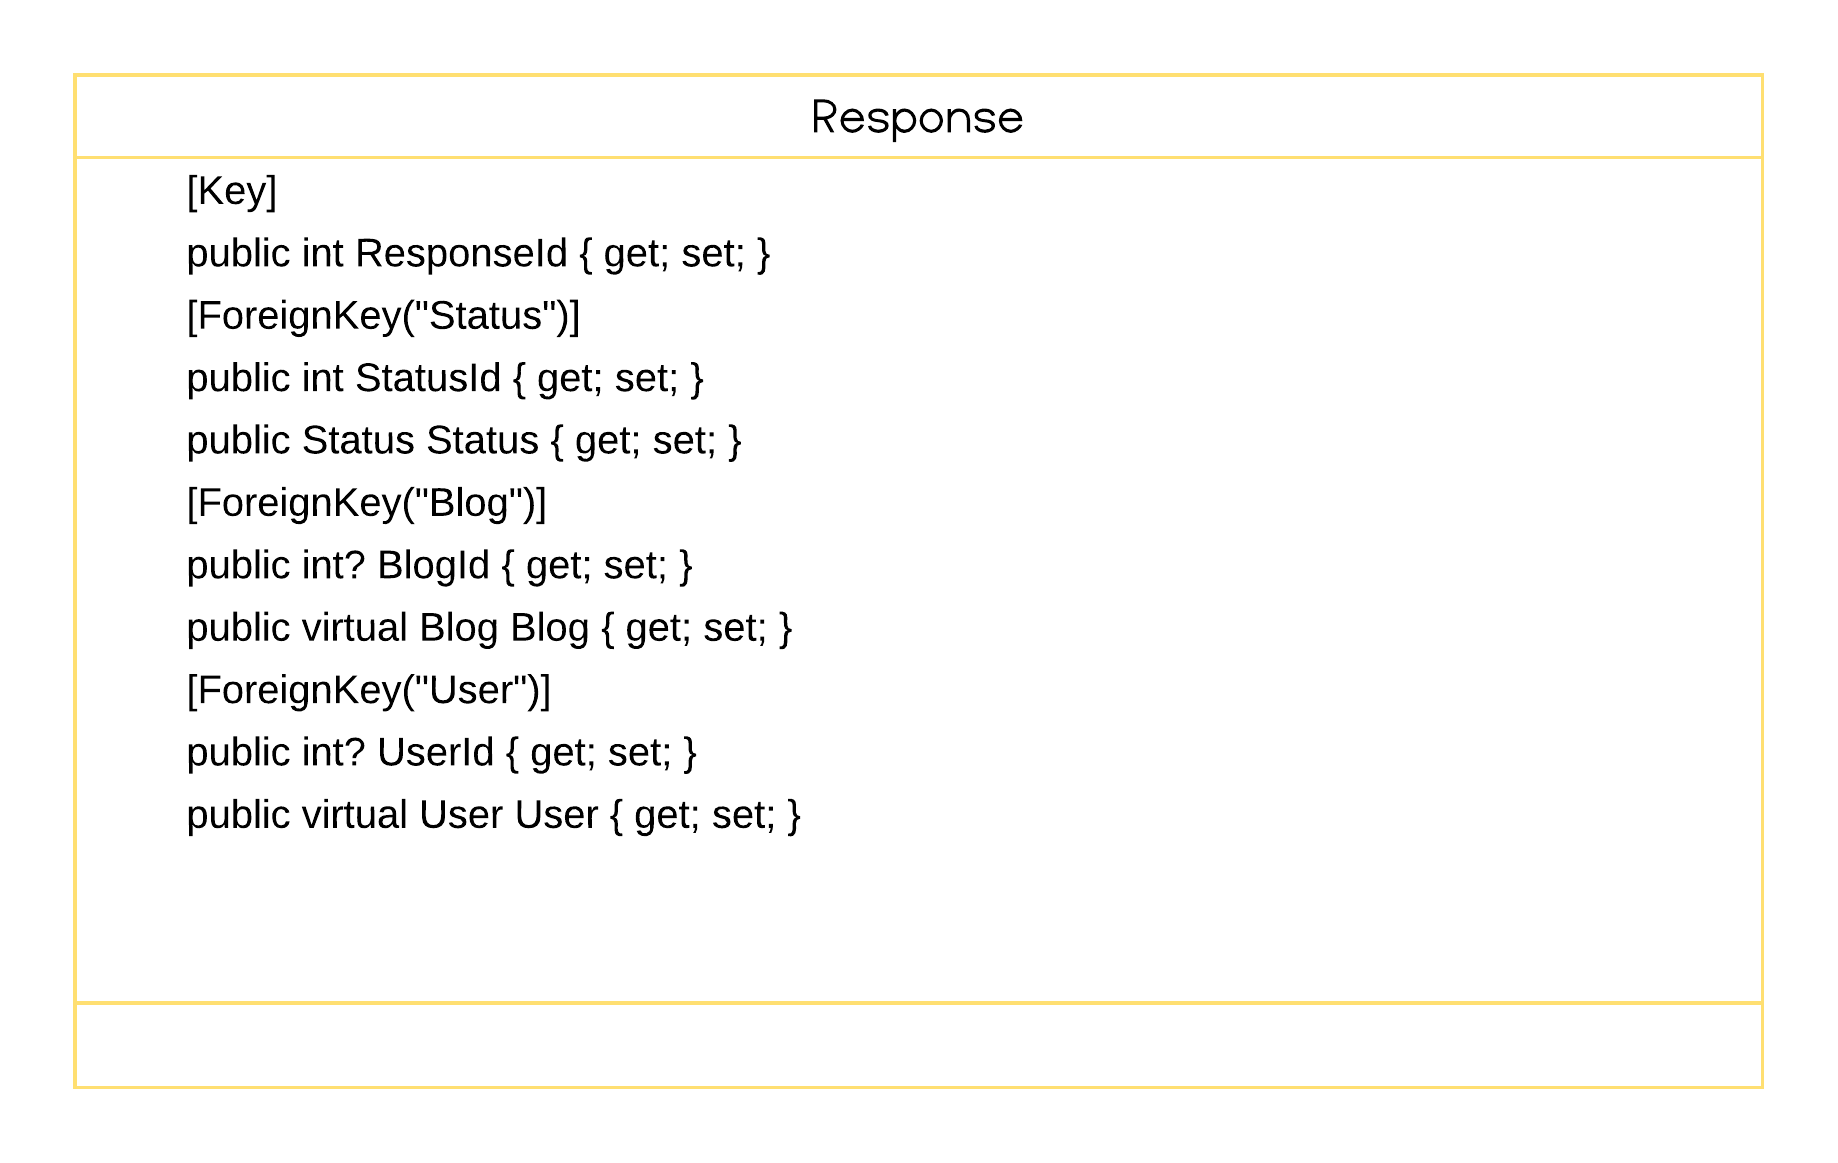 Response
[Key]
public int ResponseId { get; set; }
[ForeignKey("Status")]
public int StatusId { get; set; }
public Status Status { get; set; }
[ForeignKey("Blog")]
public int? BlogId { get; set; }
public virtual Blog Blog { get; set; }
[ForeignKey("User")]
public int? UserId { get; set; }
public virtual User User { get; set; }